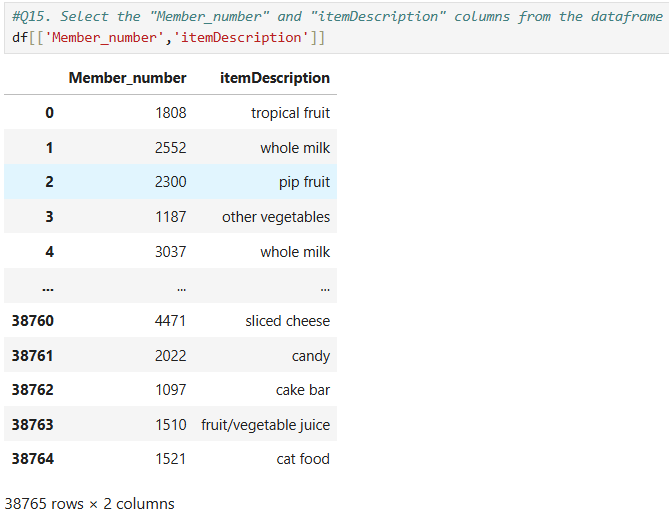 #Q15. Select the "Member_number" and "itemDescription" columns from the dataframe
df[['Member_number','itemDescription']]
Member_number itemDescription
0 1808 tropical fruit
1 2552 whole milk
2 2300 pip fruit
3 1187 other vegetables
4 3037 whole milk
... ... ...
38760 4471 sliced cheese
38761 2022 candy
38762 1097 cake bar
38763 1510 fruit/vegetable juice
38764 1521 cat food
38765 rows × 2 columns